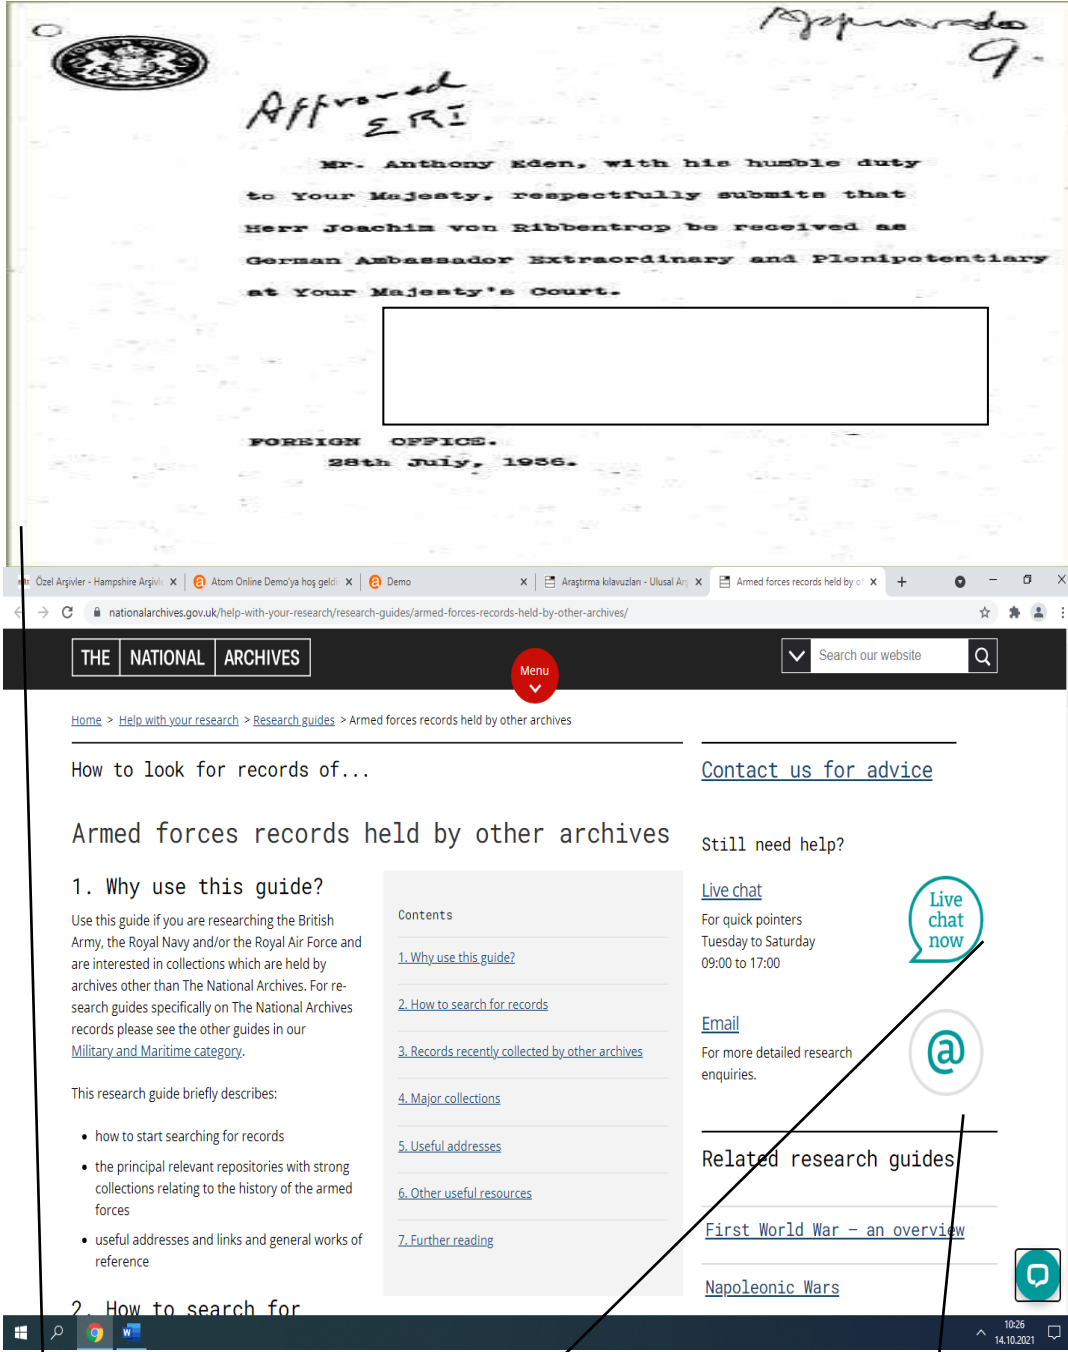 Approved
9.
Approved
ERI
Mr. Anthony Eden, with his humble duty
to Your Majesty, respectfully submits that
Herr Joachim von Ribbentrop be received as
German Ambassador Extraordinary and Plenipotentiary
at Your Majesty's Court.
FOREIGN OFFICE.
28th July, 1936.
Özel Arşivler - Hampshire Arşivle
Atom Online Demo'ya hoş geldi
Demo
Araştırma kılavuzları - Ulusal Arş
Armed forces records held by ot
nationalarchives.gov.uk/help-with-your-research/research-guides/armed-forces-records-held-by-other-archives/
THE NATIONAL ARCHIVES
Menu
Search our website
Home > Help with your research > Research guides > Armed forces records held by other archives
How to look for records of...
Armed forces records held by other archives
1. Why use this guide?
Use this guide if you are researching the British
Army, the Royal Navy and/or the Royal Air Force and
are interested in collections which are held by
archives other than The National Archives. For re-
search guides specifically on The National Archives
records please see the other guides in our
Military and Maritime category.
This research guide briefly describes:
• how to start searching for records
• the principal relevant repositories with strong
collections relating to the history of the armed
forces
• useful addresses and links and general works of
reference
2. How to search for
Contents
1. Why use this guide?
2. How to search for records
3. Records recently collected by other archives
4. Major collections
5. Useful addresses
6. Other useful resources
7. Further reading
Contact us for advice
Still need help?
Live chat
For quick pointers
Tuesday to Saturday
09:00 to 17:00
Live
chat
now
Email
For more detailed research
enquiries.
@
Related research guides
First World War – an overview
Napoleonic Wars
10:26
14.10.2021